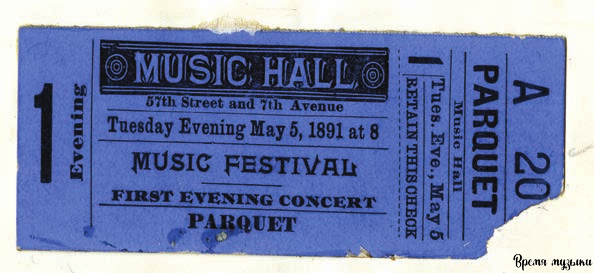 1
Evening
MUSIC HALL
57th Street and 7th Avenue
Tuesday Evening May 5, 1891 at 8
MUSIC FESTIVAL
FIRST EVENING CONCERT
PARQUET
1
Tues. Eve., May 5
RETAIN THIS CHECK
Music Hall
PARQUET
A 20
Время музыки